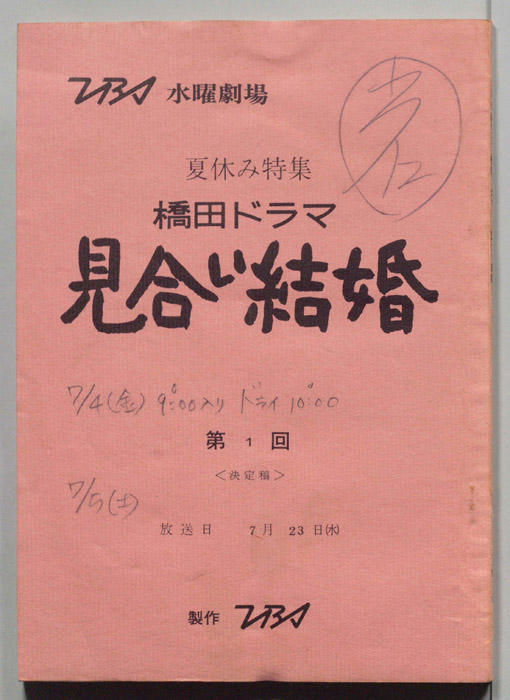 TBS 水曜劇場
夏休み特集
橋田ドラマ
見合い結婚
7/4(金) 9:00入り ドライ 10:00
第1回
<決定稿>
7/5(土)
放送日 7月23日(水)
製作 TBS